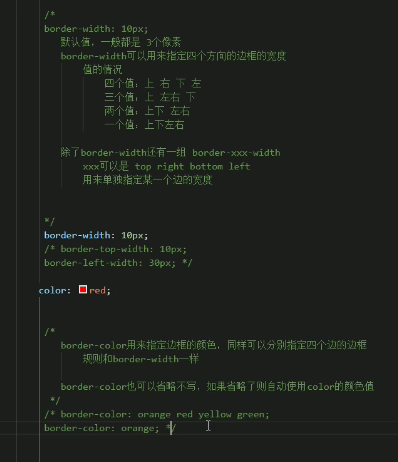 /*
border-width: 10px;
默认值，一般都是 3个像素
border-width可以用来指定四个方向的边框的宽度
值的情况
四个值：上 右 下 左
三个值：上 左右 下
两个值：上下 左右
一个值：上下左右
除了border-width还有一组 border-xxx-width
xxx可以是 top right bottom left
用来单独指定某一个边的宽度
*/
border-width: 10px;
/* border-top-width: 10px;
border-left-width: 30px; */
color: red;
/*
border-color用来指定边框的颜色，同样可以分别指定四个边的边框
规则和border-width一样
border-color也可以省略不写，如果省略了则自动使用color的颜色值
*/
/* border-color: orange red yellow green;
border-color: orange; */